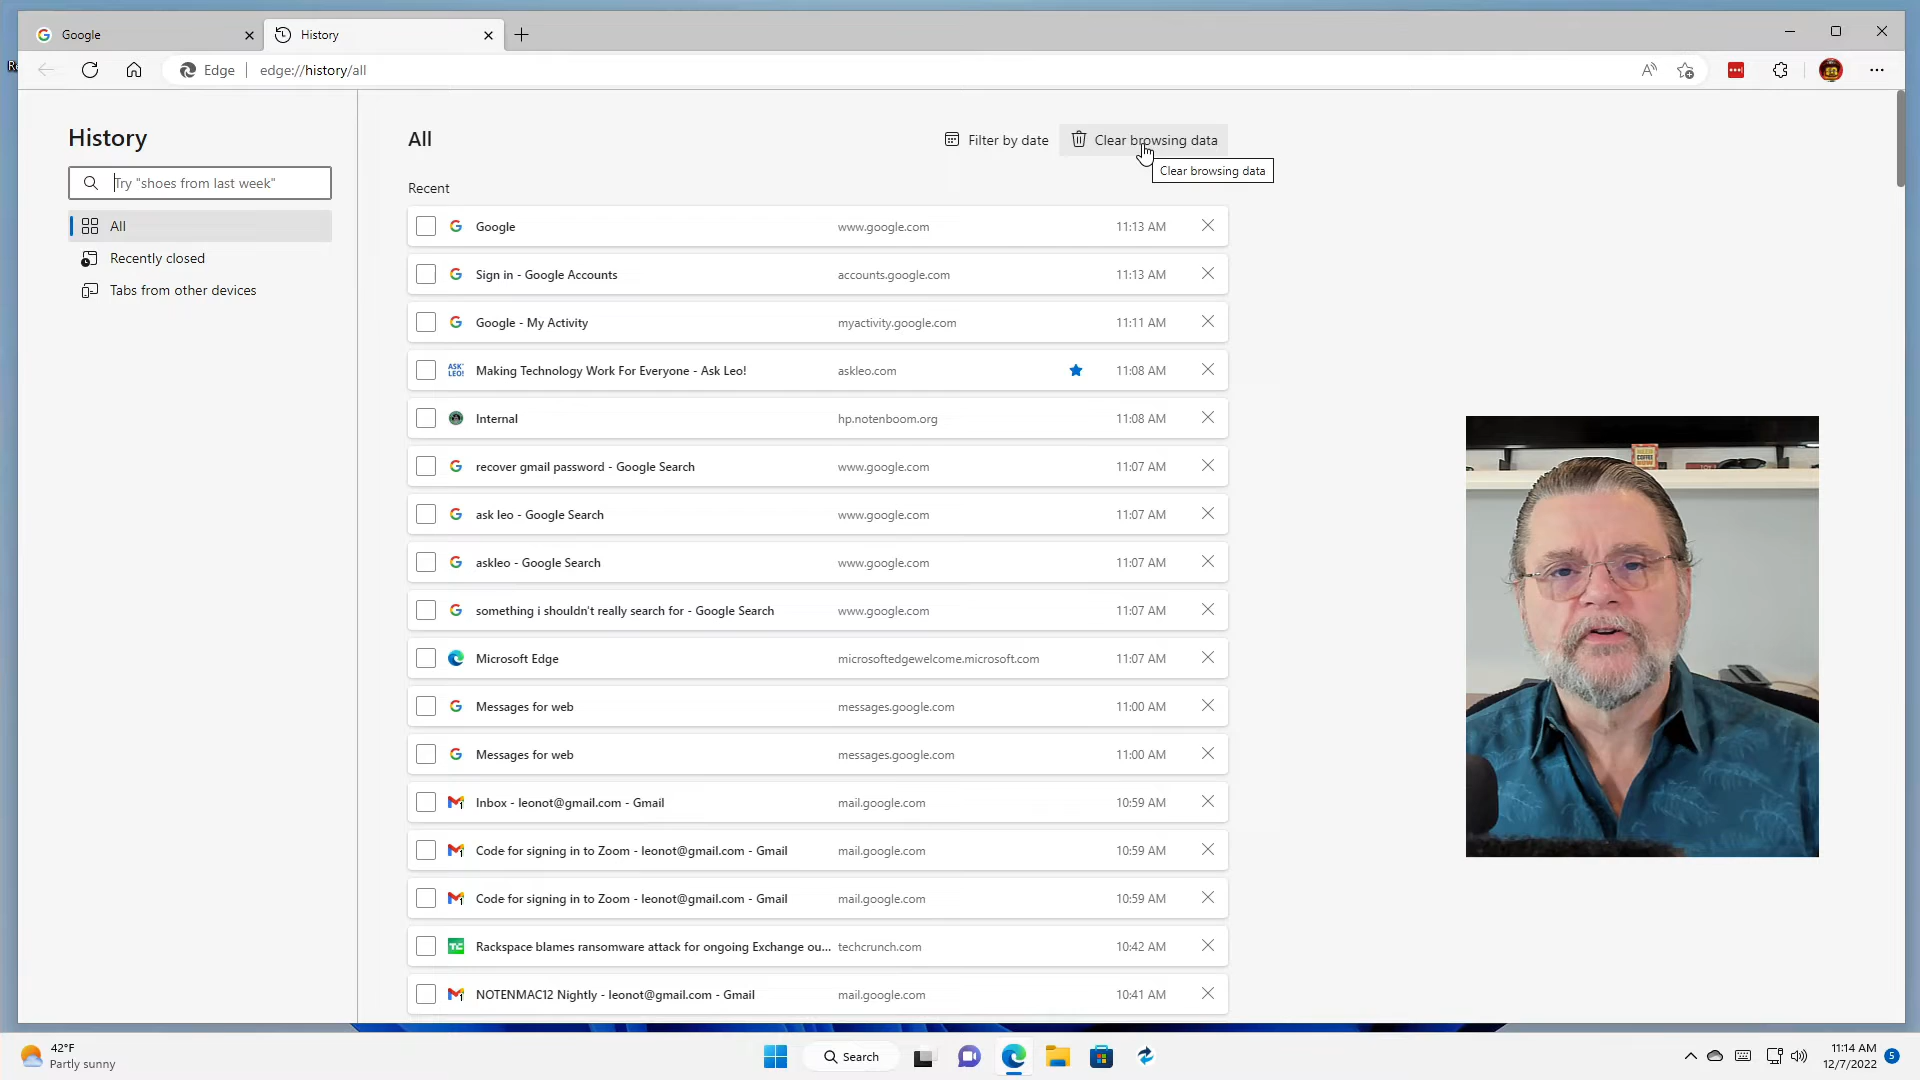 Google
History
Edge
edge://history/all
History
Try "shoes from last week"
All
Recently closed
Tabs from other devices
All
Filter by date
Clear browsing data
Clear browsing data
Recent
Google www.google.com 11:13 AM
Sign in - Google Accounts accounts.google.com 11:13 AM
Google - My Activity myactivity.google.com 11:11 AM
ASK LEO! Making Technology Work For Everyone - Ask Leo! askleo.com 11:08 AM
Internal hp.notenboom.org 11:08 AM
recover gmail password - Google Search www.google.com 11:07 AM
ask leo - Google Search www.google.com 11:07 AM
askleo - Google Search www.google.com 11:07 AM
something i shouldn't really search for - Google Search www.google.com 11:07 AM
Microsoft Edge microsoftedgewelcome.microsoft.com 11:07 AM
Messages for web messages.google.com 11:00 AM
Messages for web messages.google.com 11:00 AM
Inbox - leonot@gmail.com - Gmail mail.google.com 10:59 AM
Code for signing in to Zoom - leonot@gmail.com - Gmail mail.google.com 10:59 AM
Code for signing in to Zoom - leonot@gmail.com - Gmail mail.google.com 10:59 AM
TC Rackspace blames ransomware attack for ongoing Exchange ou... techcrunch.com 10:42 AM
NOTENMAC12 Nightly - leonot@gmail.com - Gmail mail.google.com 10:41 AM
COFFEE
42°F
Partly sunny
Search
11:14 AM
12/7/2022
5